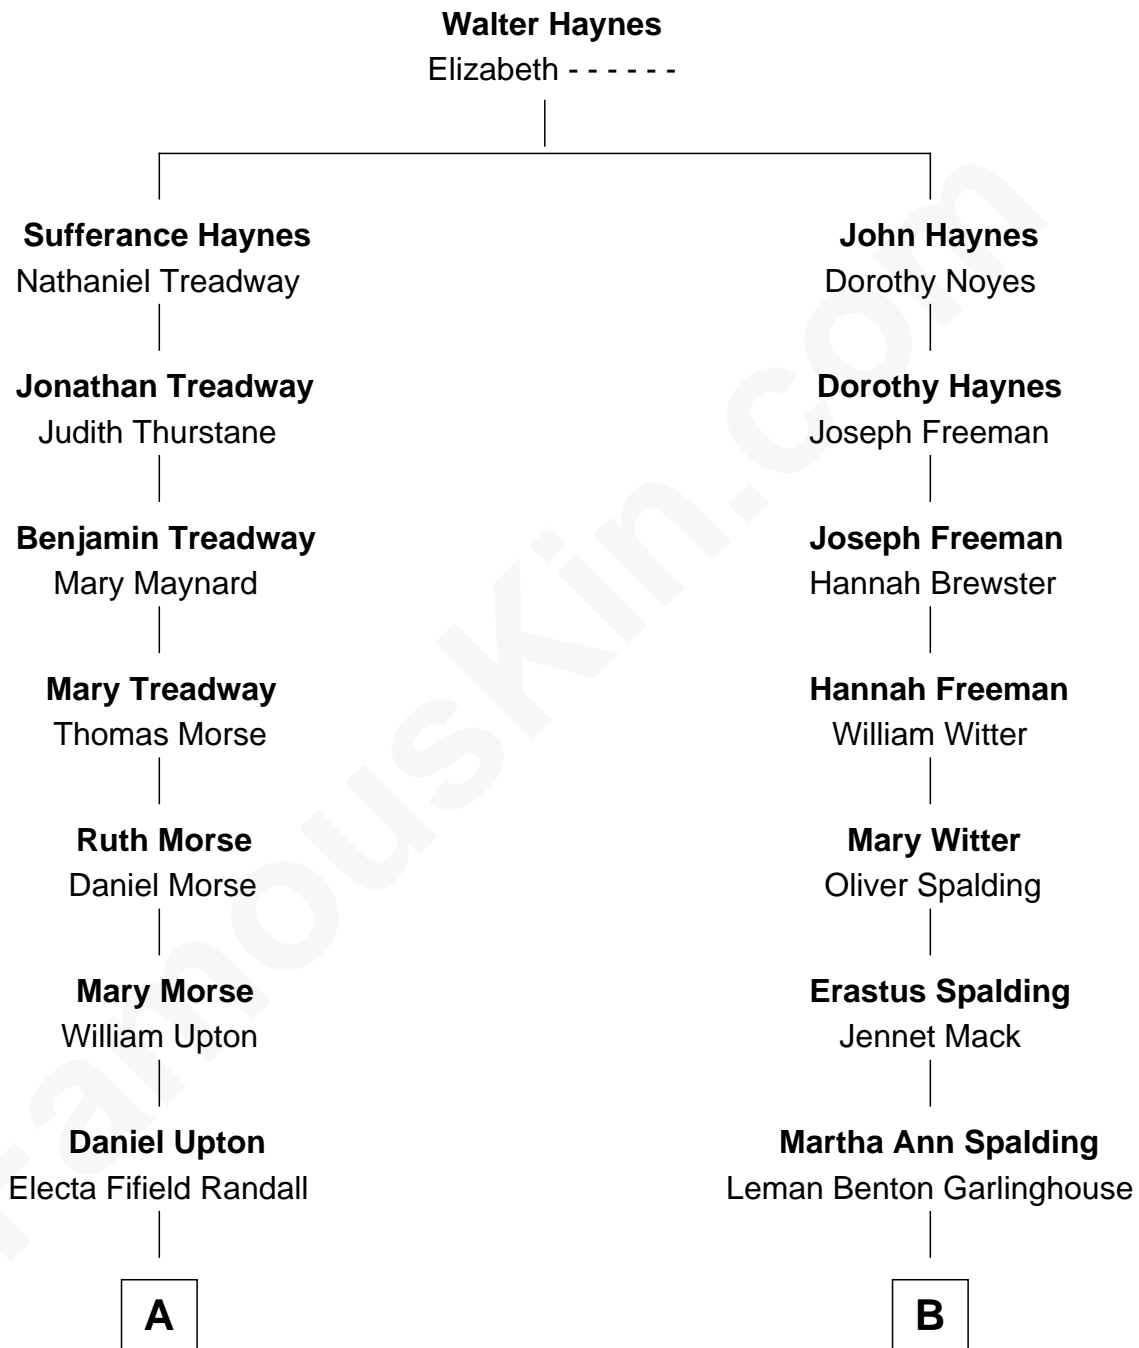 Walter Haynes
Elizabeth - - - - - -
Sufferance Haynes
Nathaniel Treadway
John Haynes
Dorothy Noyes
Jonathan Treadway
Judith Thurstane
Dorothy Haynes
Joseph Freeman
Benjamin Treadway
Mary Maynard
Joseph Freeman
Hannah Brewster
Mary Treadway
Thomas Morse
Hannah Freeman
William Witter
Ruth Morse
Daniel Morse
Mary Witter
Oliver Spalding
Mary Morse
William Upton
Erastus Spalding
Jennet Mack
Daniel Upton
Electa Fifield Randall
Martha Ann Spalding
Leman Benton Garlinghouse
A
B
FamousKin.com